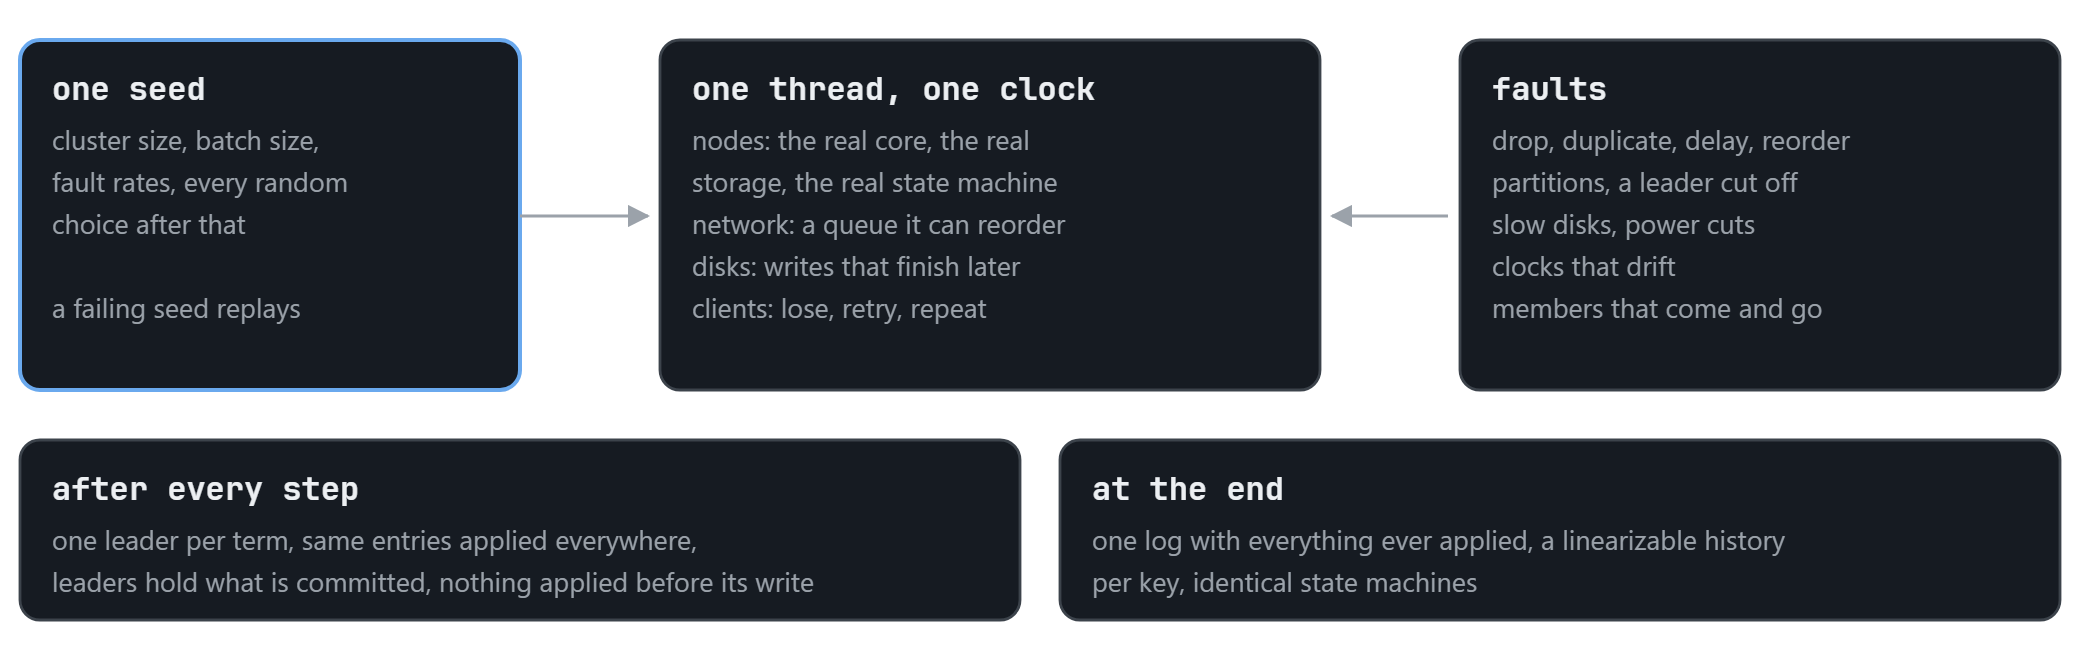 one seed
cluster size, batch size,
fault rates, every random
choice after that
a failing seed replays
one thread, one clock
nodes: the real core, the real
storage, the real state machine
network: a queue it can reorder
disks: writes that finish later
clients: lose, retry, repeat
faults
drop, duplicate, delay, reorder
partitions, a leader cut off
slow disks, power cuts
clocks that drift
members that come and go
after every step
one leader per term, same entries applied everywhere,
leaders hold what is committed, nothing applied before its write
at the end
one log with everything ever applied, a linearizable history
per key, identical state machines